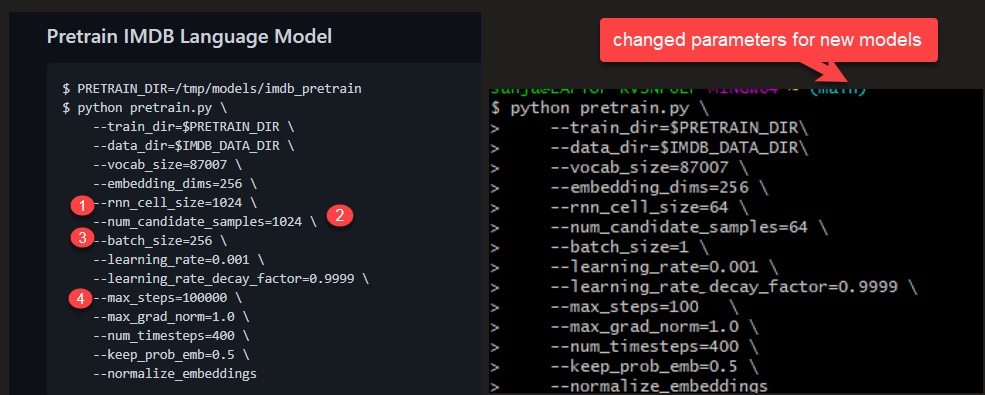 Pretrain IMDB Language Model
$ PRETRAIN_DIR=/tmp/models/imdb_pretrain
$ python pretrain.py \
--train_dir=$PRETRAIN_DIR \
--data_dir=$IMDB_DATA_DIR \
--vocab_size=87007 \
--embedding_dims=256 \
1 --rnn_cell_size=1024 \
--num_candidate_samples=1024 \ 2
3 --batch_size=256 \
--learning_rate=0.001 \
--learning_rate_decay_factor=0.9999 \
4 --max_steps=100000 \
--max_grad_norm=1.0 \
--num_timesteps=400 \
--keep_prob_emb=0.5 \
--normalize_embeddings
changed parameters for new models
(main)
$ python pretrain.py \
> --train_dir=$PRETRAIN_DIR\
> --data_dir=$IMDB_DATA_DIR\
> --vocab_size=87007 \
> --embedding_dims=256 \
> --rnn_cell_size=64 \
> --num_candidate_samples=64 \
> --batch_size=1 \
> --learning_rate=0.001 \
> --learning_rate_decay_factor=0.9999 \
> --max_steps=100 \
> --max_grad_norm=1.0 \
> --num_timesteps=400 \
> --keep_prob_emb=0.5 \
> --normalize_embeddings